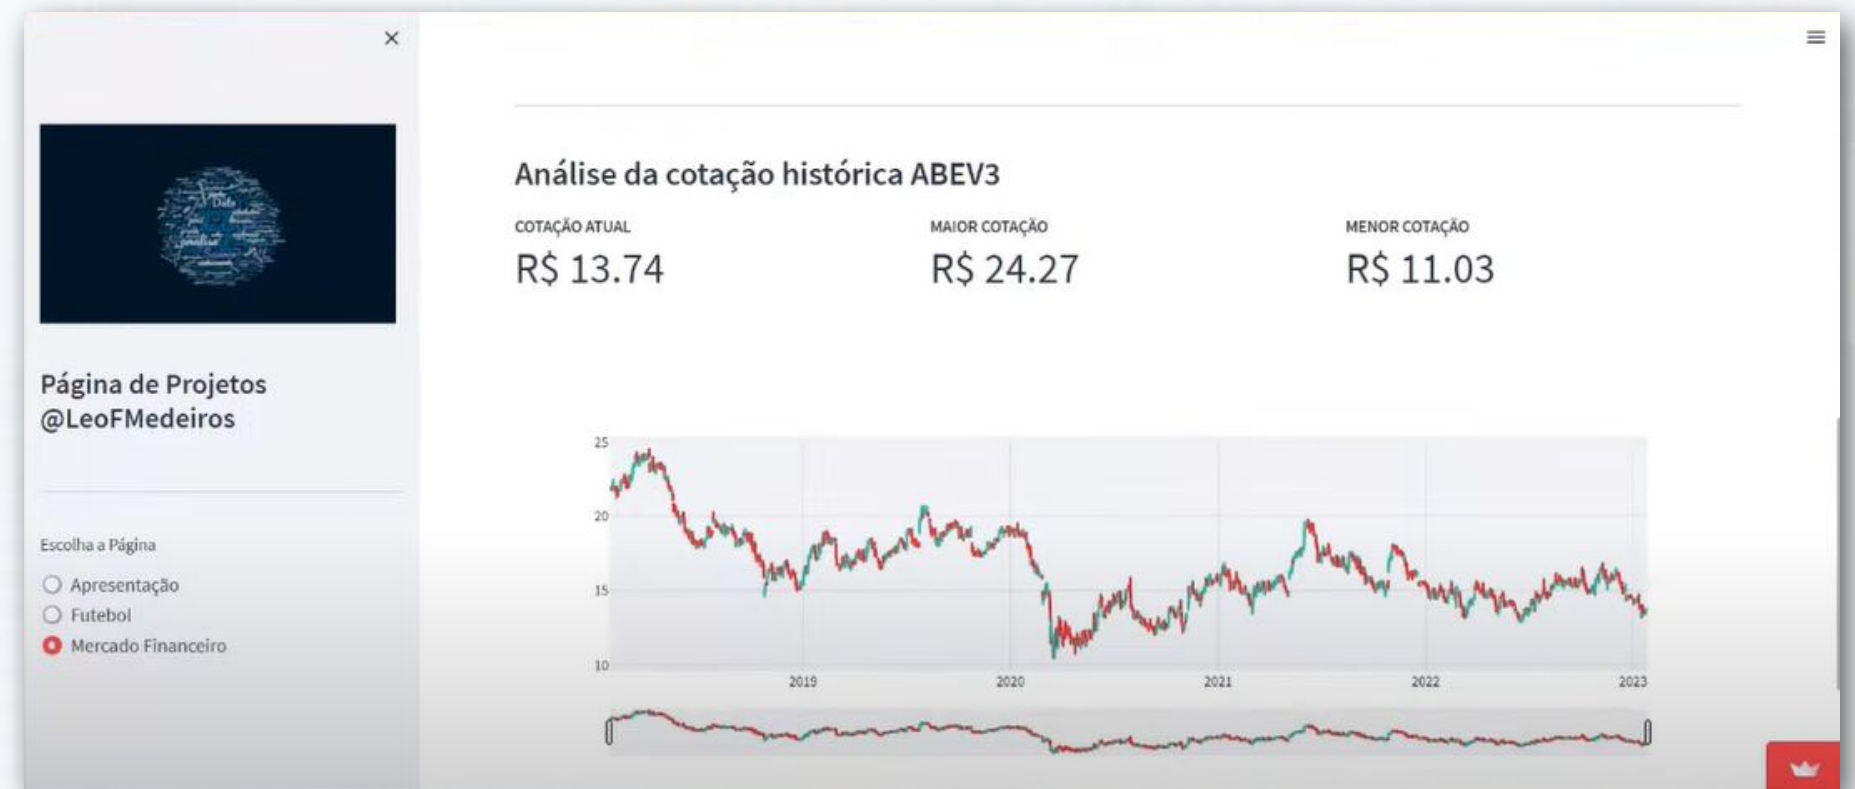 Data
Página de Projetos
@LeoFMedeiros
Escolha a Página
Apresentação
Futebol
Mercado Financeiro
Análise da cotação histórica ABEV3
COTAÇÃO ATUAL
R$ 13.74
MAIOR COTAÇÃO
R$ 24.27
MENOR COTAÇÃO
R$ 11.03
25
20
15
10
2019
2020
2021
2022
2023